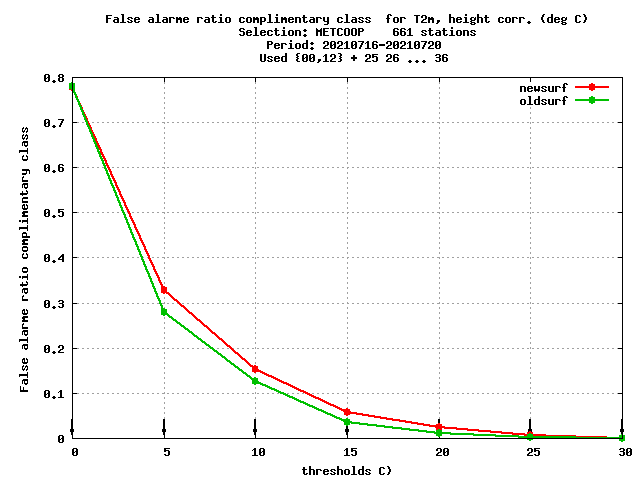 False alarme ratio complimentary class  for T2m, height corr. (deg C)
Selection: METCOOP    661 stations
Period: 20210716-20210720
Used {00,12} + 25 26 ... 36
newsurf
oldsurf
False alarme ratio complimentary class
0.8
0.7
0.6
0.5
0.4
0.3
0.2
0.1
0
0 5 10 15 20 25 30
thresholds C)